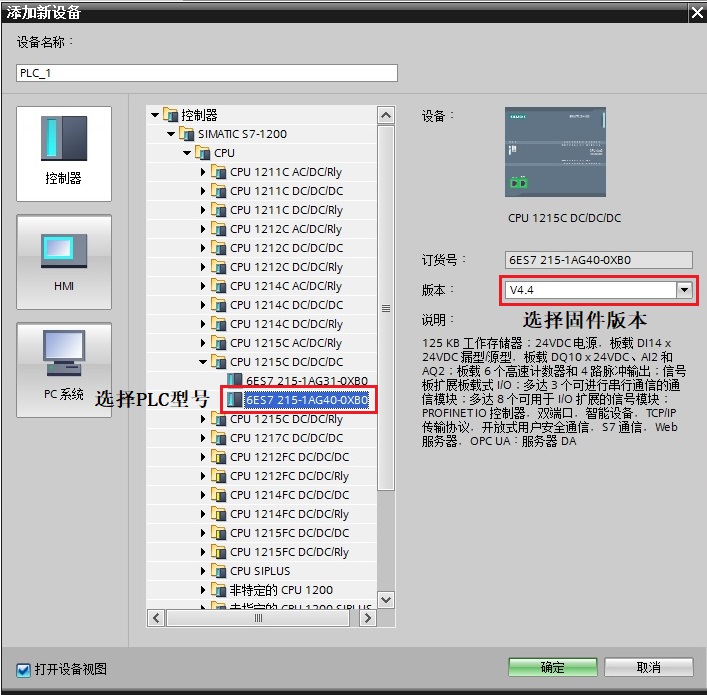 添加新设备
设备名称：
PLC_1
控制器
HMI
PC 系统
控制器
SIMATIC S7-1200
CPU
CPU 1211C AC/DC/Rly
CPU 1211C DC/DC/DC
CPU 1211C DC/DC/Rly
CPU 1212C AC/DC/Rly
CPU 1212C DC/DC/DC
CPU 1212C DC/DC/Rly
CPU 1214C AC/DC/Rly
CPU 1214C DC/DC/DC
CPU 1214C DC/DC/Rly
CPU 1215C AC/DC/Rly
CPU 1215C DC/DC/DC
6ES7 215-1AG31-0XB0
选择PLC型号
6ES7 215-1AG40-0XB0
CPU 1215C DC/DC/Rly
CPU 1217C DC/DC/DC
CPU 1212FC DC/DC/DC
CPU 1212FC DC/DC/Rly
CPU 1214FC DC/DC/DC
CPU 1214FC DC/DC/Rly
CPU 1215FC DC/DC/DC
CPU 1215FC DC/DC/Rly
CPU SIPLUS
非特定的 CPU 1200
未指定的 CPU 1200 SIPLUS
设备：
SIEMENS
CPU 1215C DC/DC/DC
订货号：
6ES7 215-1AG40-0XB0
版本：
V4.4
说明：
选择固件版本
125 KB 工作存储器；24VDC 电源，板载 DI14 x
24VDC 漏型/源型，板载 DQ10 x 24VDC、AI2 和
AQ2；板载 6 个高速计数器和 4 路脉冲输出；信号
板扩展板载式 I/O；多达 3 个可进行串行通信的通
信模块；多达 8 个可用于 I/O 扩展的信号模块；
PROFINET IO 控制器，双端口，智能设备，TCP/IP
传输协议，开放式用户安全通信，S7 通信，Web
服务器，OPC UA：服务器 DA
打开设备视图
确定
取消